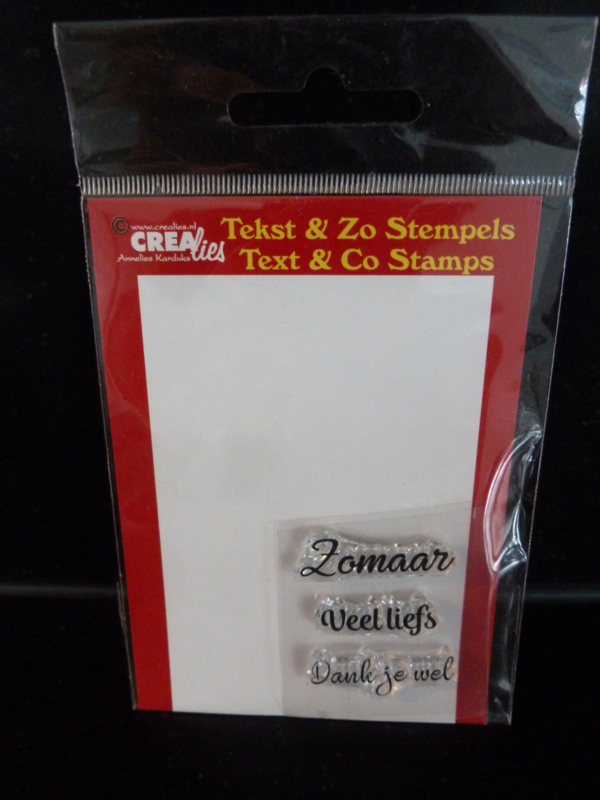 © www.crealies.nl
CREAlies
Annelies Karduks
Tekst & Zo Stempels
Text & Co Stamps
Zomaar
Veel liefs
Dank je wel